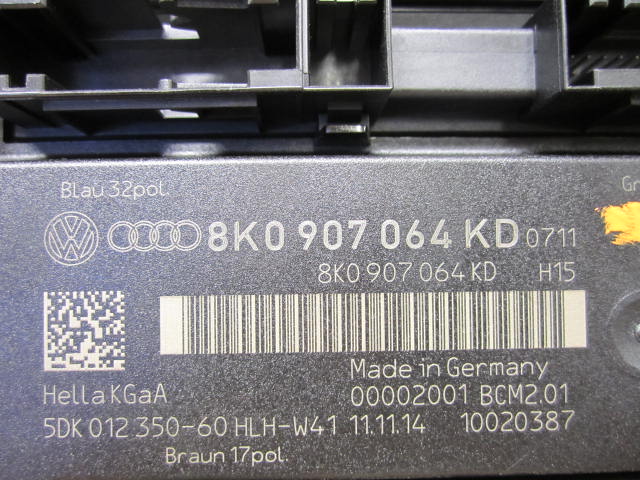 Blau 32pol.
Gr
8K0 907 064 KD 0711
8K0 907 064 KD H15
Made in Germany
Hella KGaA 00002001 BCM2.01
5DK 012 350-60 HLH-W41 11.11.14 10020387
Braun 17pol.